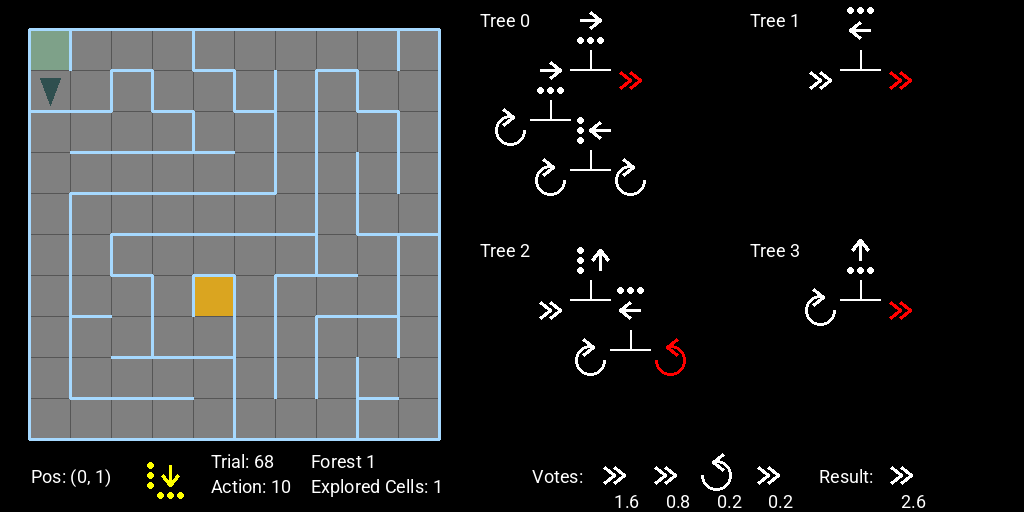 Tree 0
Tree 1
Tree 2
Tree 3
Pos: (0, 1)
Trial: 68
Forest 1
Action: 10
Explored Cells: 1
Votes:
1.6
0.8
0.2
0.2
Result:
2.6